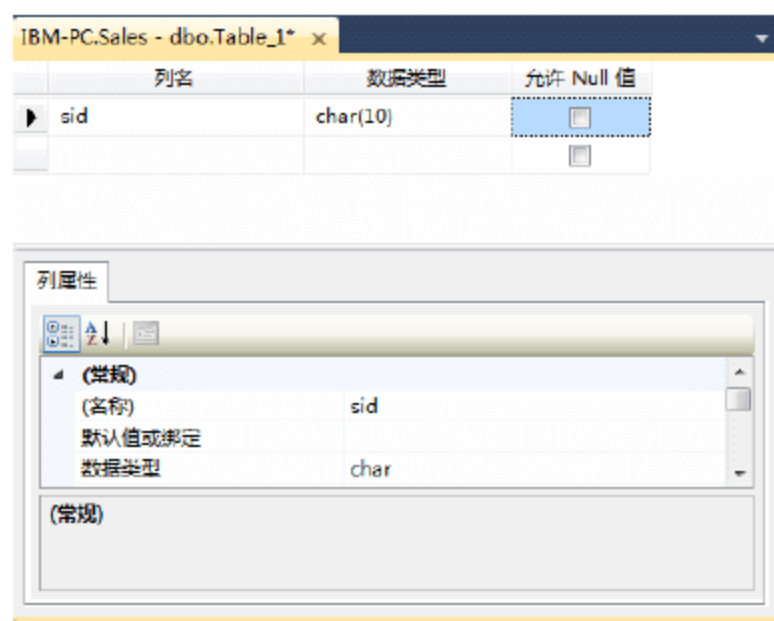 IBM-PC.Sales - dbo.Table_1* ×
列名 数据类型 允许 Null 值
sid char(10)
列属性
(常规)
(名称) sid
默认值或绑定
数据类型 char
(常规)